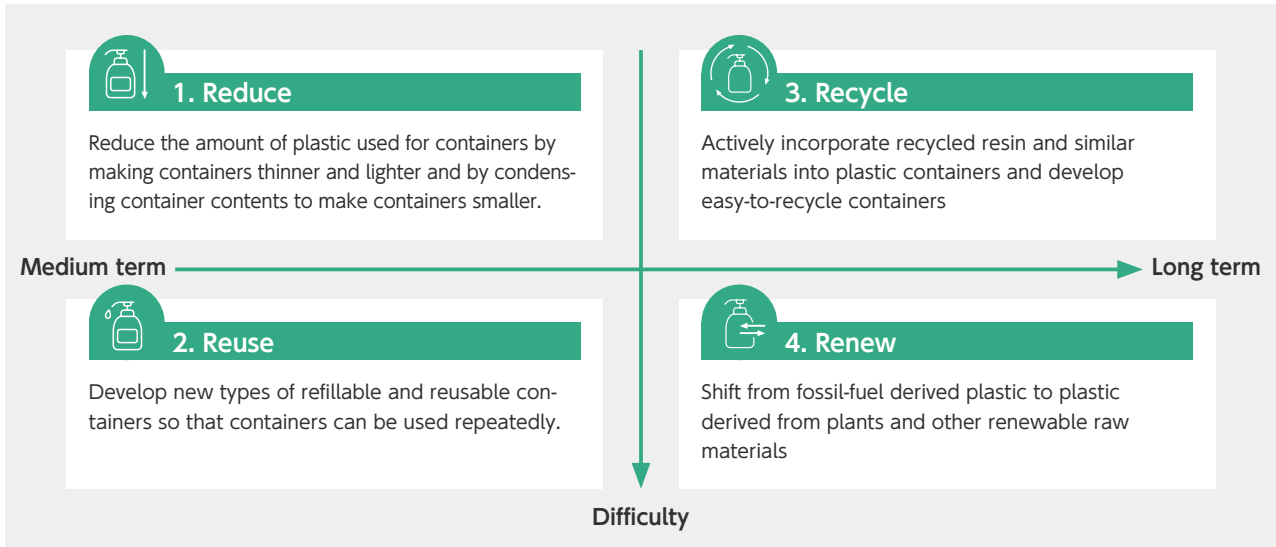 1. Reduce
Reduce the amount of plastic used for containers by
making containers thinner and lighter and by condens-
ing container contents to make containers smaller.
3. Recycle
Actively incorporate recycled resin and similar
materials into plastic containers and develop
easy-to-recycle containers
Medium term
Long term
2. Reuse
Develop new types of refillable and reusable con-
tainers so that containers can be used repeatedly.
4. Renew
Shift from fossil-fuel derived plastic to plastic
derived from plants and other renewable raw
materials
Difficulty